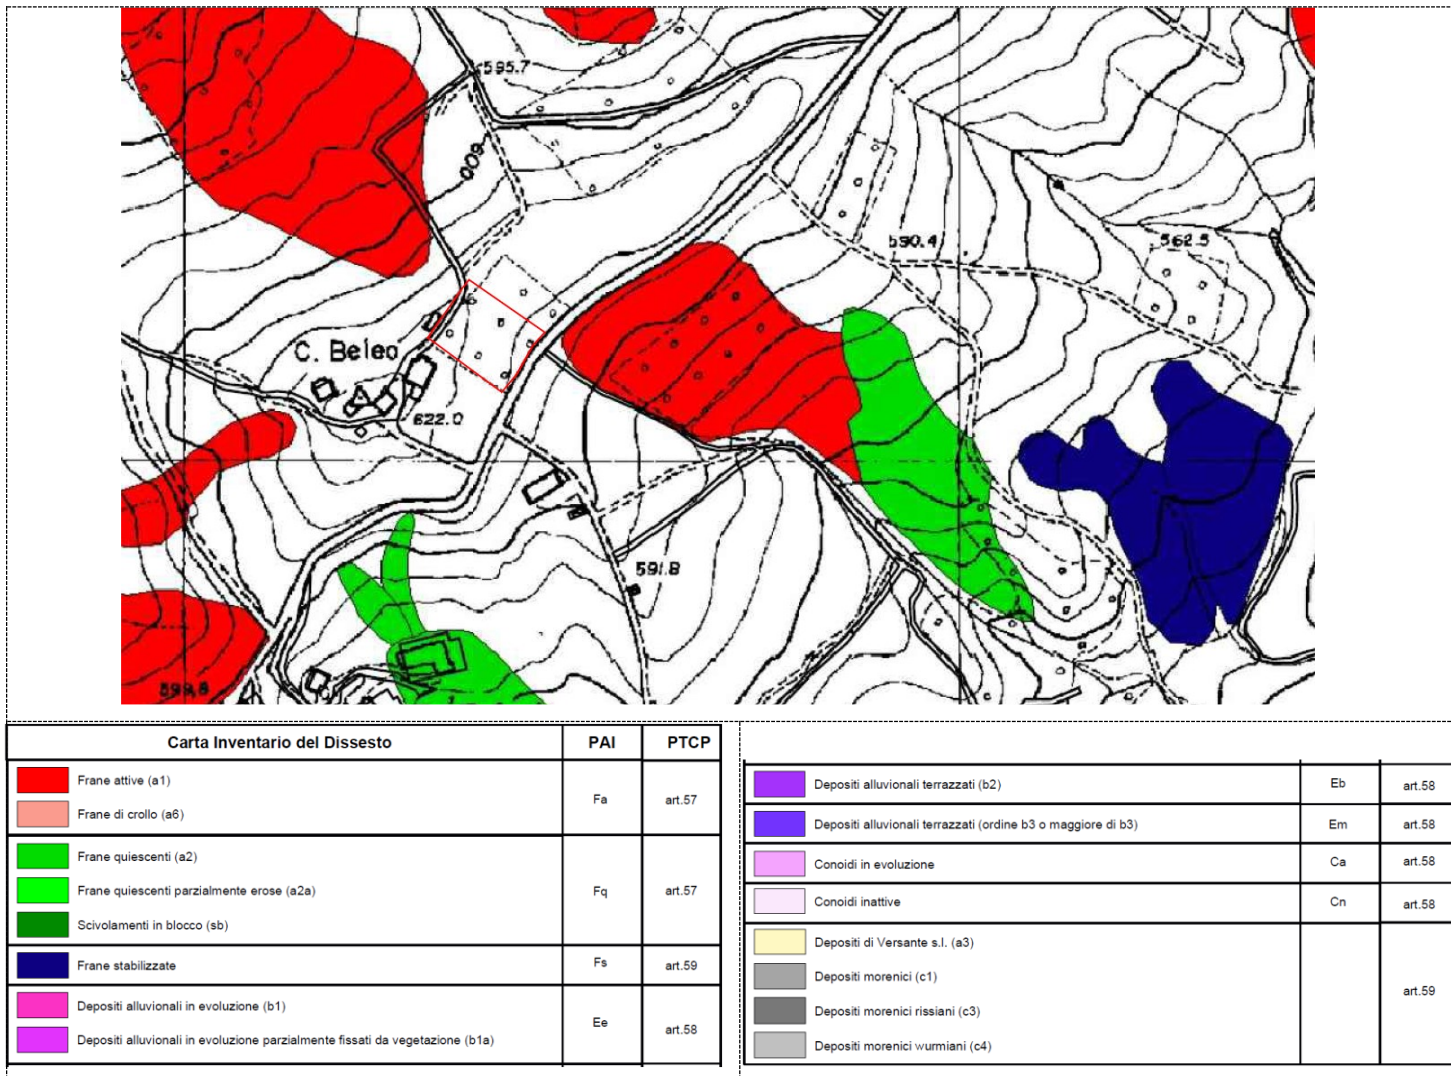 595.7
600
590.4
562.5
C. Beleo
622.0
591.8
599.8
Carta Inventario del Dissesto PAI PTCP
Frane attive (a1)
Frane di crollo (a6)
Fa art.57
Frane quiescenti (a2)
Frane quiescenti parzialmente erose (a2a)
Scivolamenti in blocco (sb)
Fq art.57
Frane stabilizzate Fs art.59
Depositi alluvionali in evoluzione (b1)
Depositi alluvionali in evoluzione parzialmente fissati da vegetazione (b1a)
Ee art.58
Depositi alluvionali terrazzati (b2) Eb art.58
Depositi alluvionali terrazzati (ordine b3 o maggiore di b3) Em art.58
Conoidi in evoluzione Ca art.58
Conoidi inattive Cn art.58
Depositi di Versante s.l. (a3)
Depositi morenici (c1)
Depositi morenici rissiani (c3)
Depositi morenici wurmiani (c4)
art.59